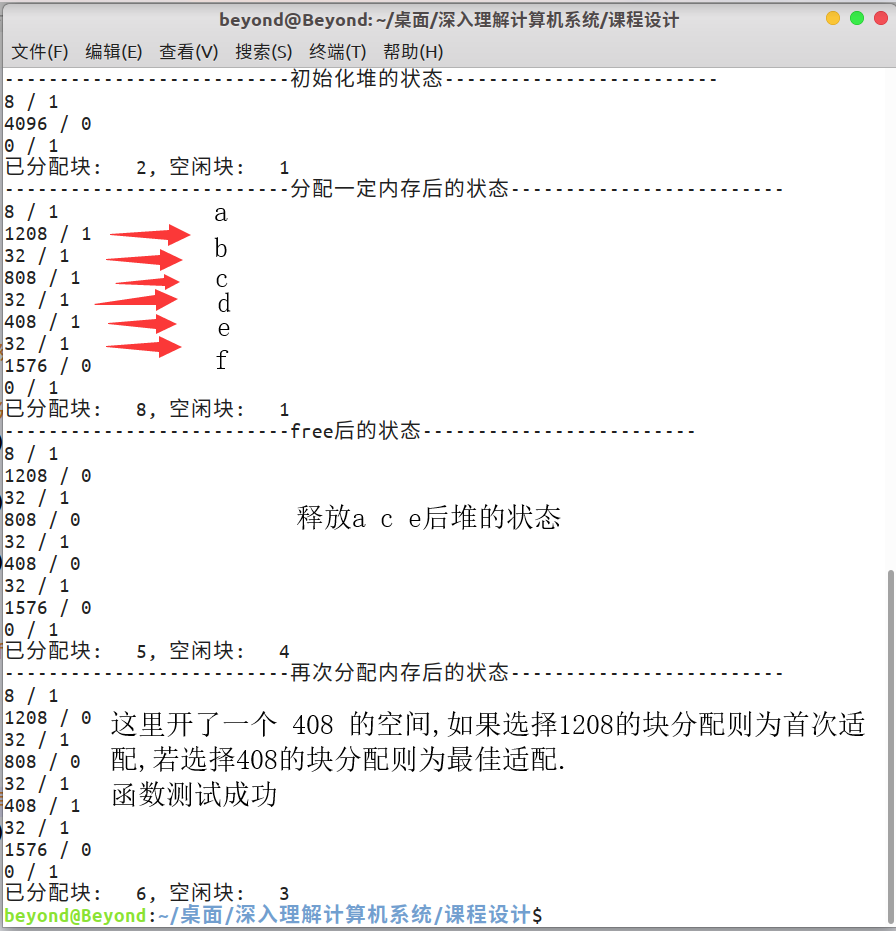 beyond@Beyond: ~/桌面/深入理解计算机系统/课程设计
文件(F) 编辑(E) 查看(V) 搜索(S) 终端(T) 帮助(H)
--------------------------初始化堆的状态-------------------------
8 / 1
4096 / 0
0 / 1
已分配块: 2, 空闲块: 1
--------------------------分配一定内存后的状态-------------------------
8 / 1 a
1208 / 1
32 / 1 b
808 / 1 c
32 / 1 d
408 / 1 e
32 / 1
1576 / 0 f
0 / 1
已分配块: 8, 空闲块: 1
--------------------------free后的状态-------------------------
8 / 1
1208 / 0
32 / 1
808 / 0 释放a c e后堆的状态
32 / 1
408 / 0
32 / 1
1576 / 0
0 / 1
已分配块: 5, 空闲块: 4
--------------------------再次分配内存后的状态-------------------------
8 / 1
1208 / 0 这里开了一个 408 的空间,如果选择1208的块分配则为首次适
32 / 1
808 / 0 配,若选择408的块分配则为最佳适配.
32 / 1
408 / 1 函数测试成功
32 / 1
1576 / 0
0 / 1
已分配块: 6, 空闲块: 3
beyond@Beyond:~/桌面/深入理解计算机系统/课程设计$